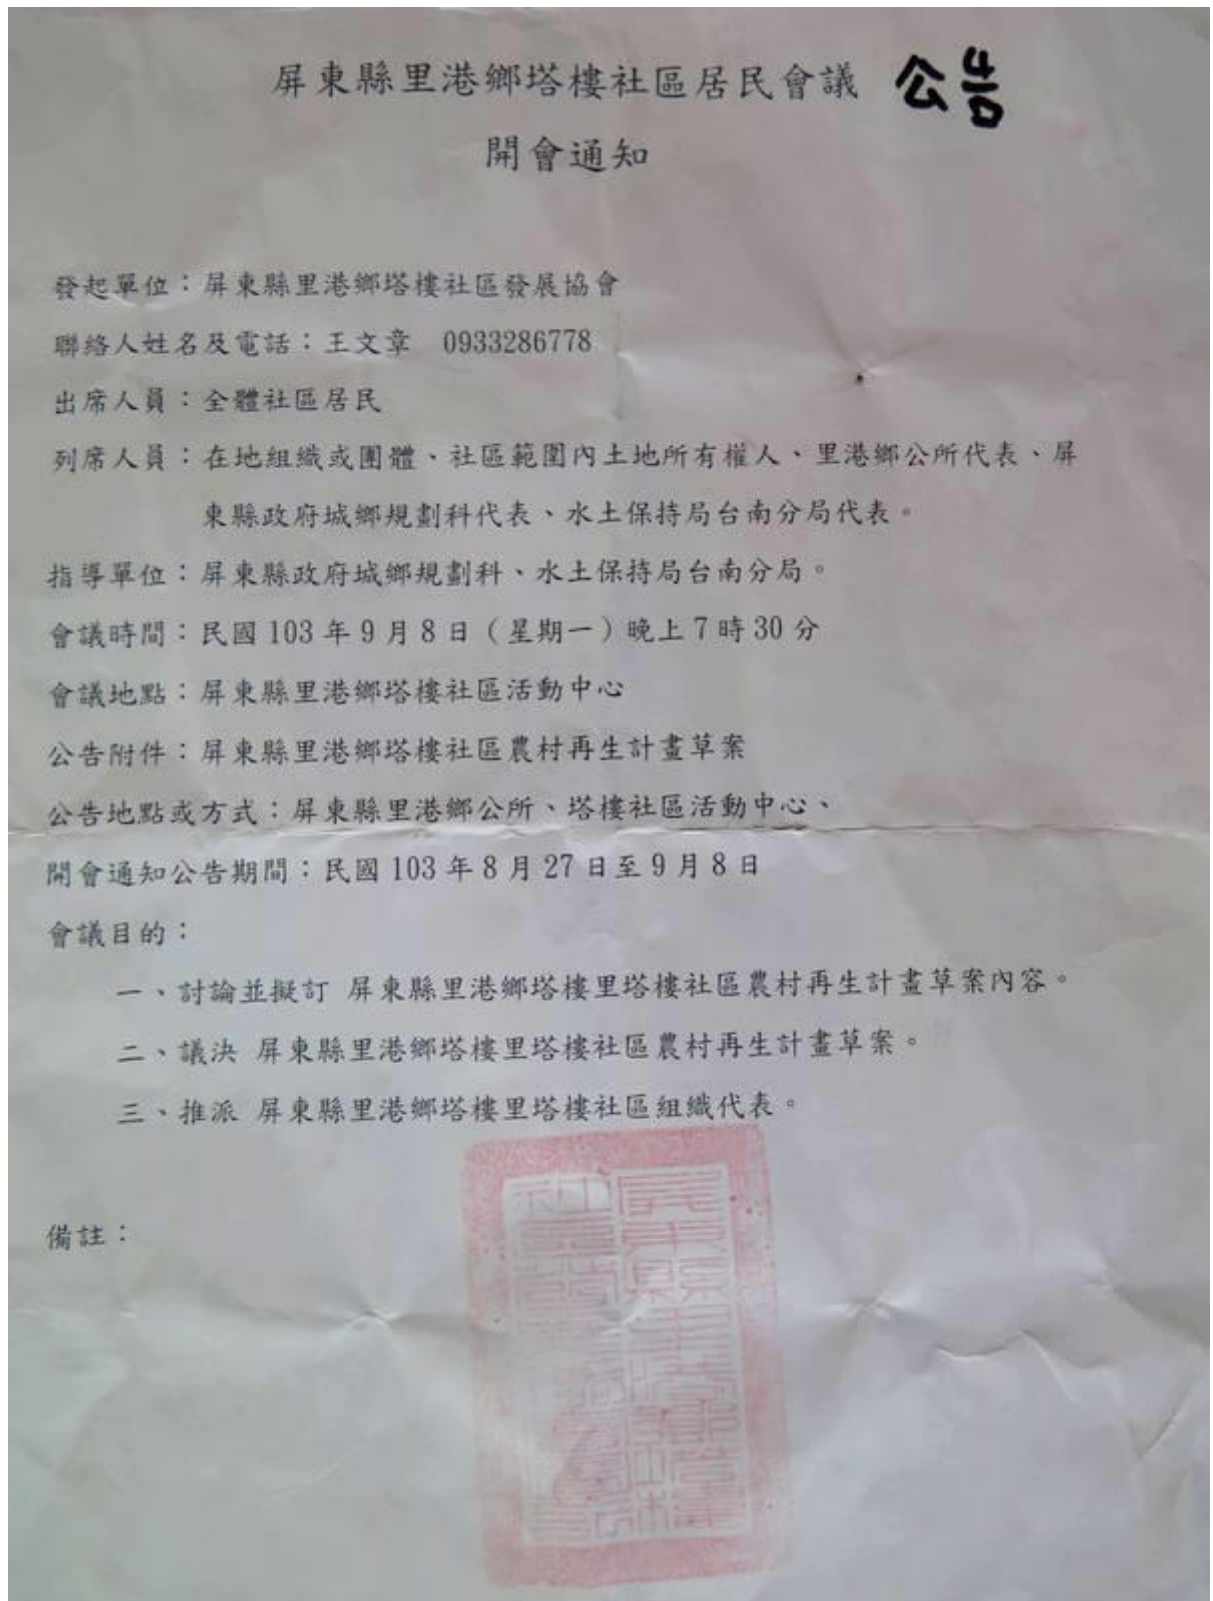 屏東縣里港鄉塔樓社區居民會議 公告
開會通知
發起單位：屏東縣里港鄉塔樓社區發展協會
聯絡人姓名及電話：王文章 0933286778
出席人員：全體社區居民
列席人員：在地組織或團體、社區範圍內土地所有權人、里港鄉公所代表、屏
東縣政府城鄉規劃科代表、水土保持局台南分局代表。
指導單位：屏東縣政府城鄉規劃科、水土保持局台南分局。
會議時間：民國 103 年 9 月 8 日（星期一）晚上 7 時 30 分
會議地點：屏東縣里港鄉塔樓社區活動中心
公告附件：屏東縣里港鄉塔樓社區農村再生計畫草案
公告地點或方式：屏東縣里港鄉公所、塔樓社區活動中心、
開會通知公告期間：民國 103 年 8 月 27 日至 9 月 8 日
會議目的：
一、討論並擬訂 屏東縣里港鄉塔樓里塔樓社區農村再生計畫草案內容。
二、議決 屏東縣里港鄉塔樓里塔樓社區農村再生計畫草案。
三、推派 屏東縣里港鄉塔樓里塔樓社區組織代表。
備註：